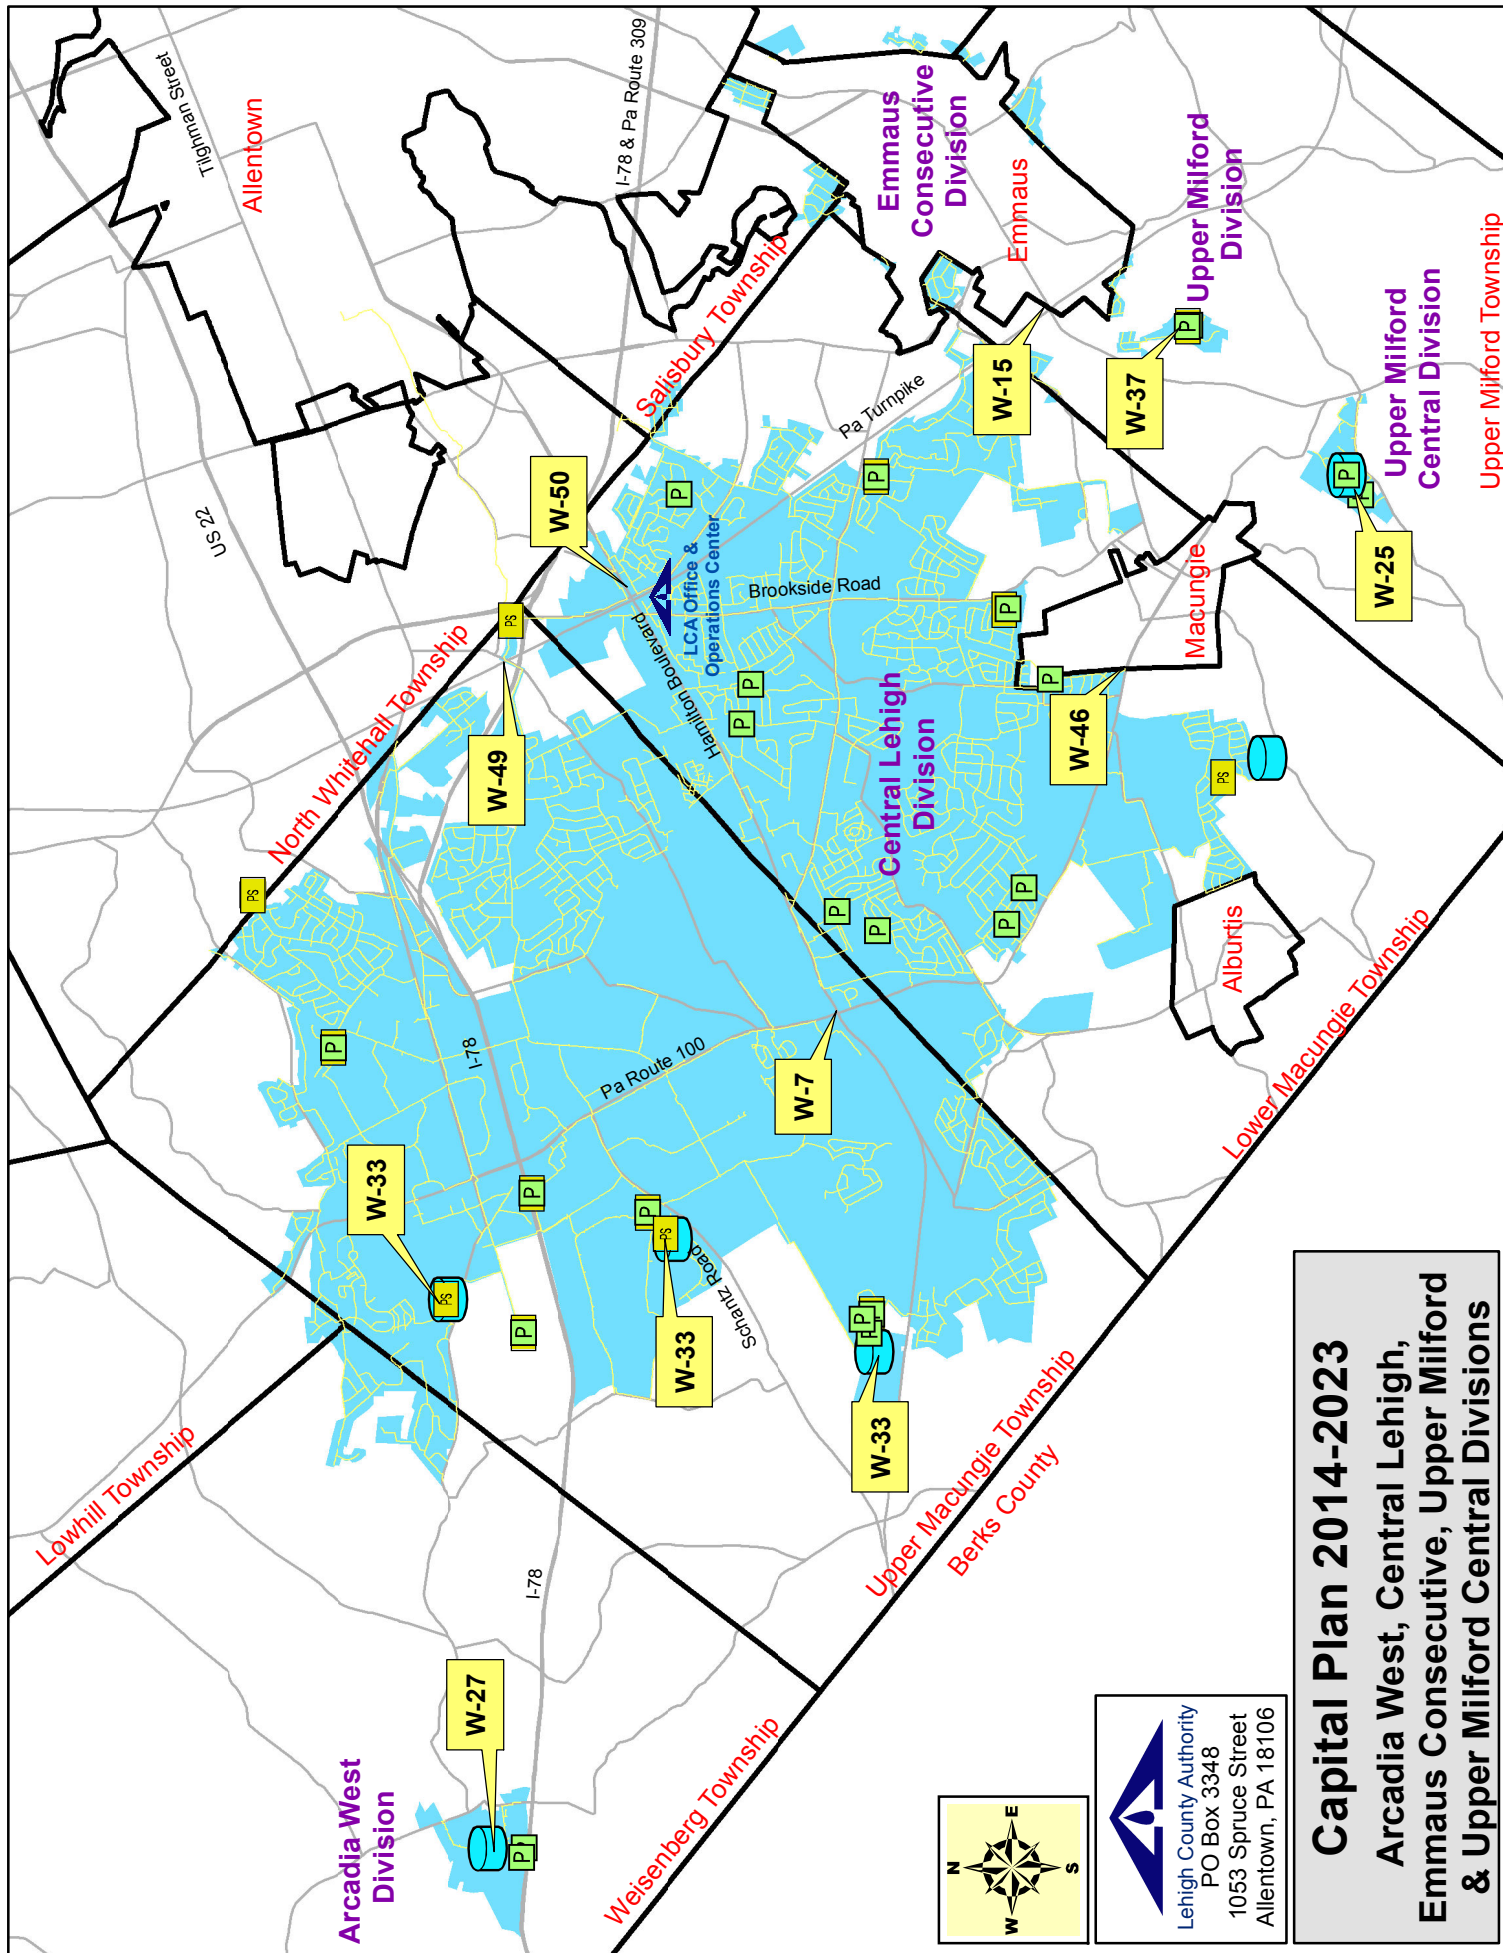 Tilghman Street
Allentown
I-78 & Pa Route 309
US 22
Salisbury Township
Emmaus
Consecutive
Division
Emmaus
Upper Milford
Division
Upper Milford
Central Division
Upper Milford Township
W-15
W-37
W-25
Pa Turnpike
W-50
P
P
P
P
P
LCA Office &
Operations Center
Brookside Road
Hamilton Boulevard
PS
W-49
North Whitehall Township
PS
P
P
P
P
Central Lehigh
Division
Macungie
W-46
PS
P
P
P
P
Alburtis
Lower Macungie Township
P
I-78
Pa Route 100
W-7
W-33
PS
P
P
P
PS
Schantz Road
W-33
P
P
W-33
Lowhill Township
Upper Macungie Township
Berks County
I-78
W-27
P
Arcadia West
Division
Weisenberg Township
N
W
E
S
Lehigh County Authority
PO Box 3348
1053 Spruce Street
Allentown, PA 18106
Capital Plan 2014-2023
Arcadia West, Central Lehigh,
Emmaus Consecutive, Upper Milford
& Upper Milford Central Divisions